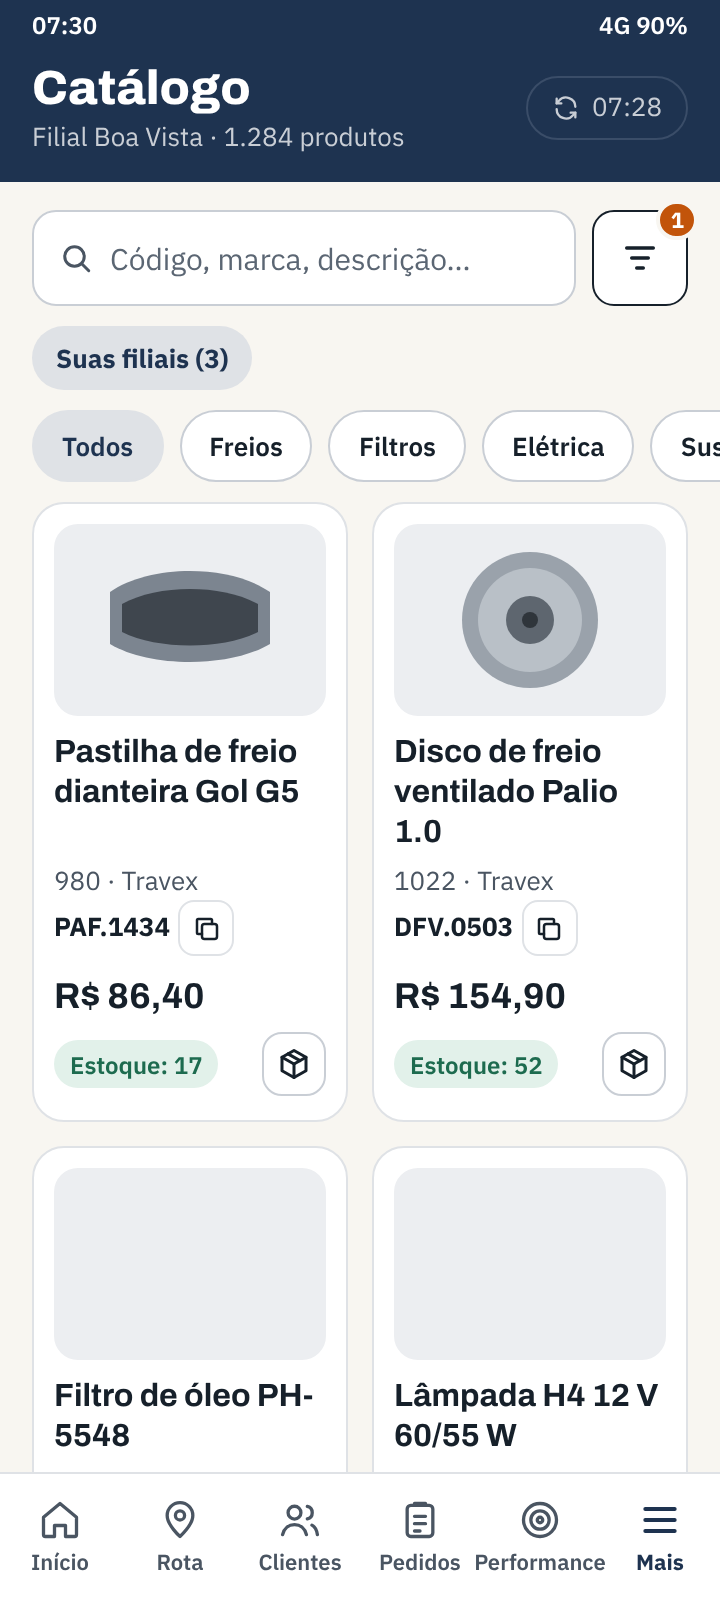 07:30
4G 90%
Catálogo
Filial Boa Vista · 1.284 produtos
07:28
Código, marca, descrição...
1
Suas filiais (3)
Todos
Freios
Filtros
Elétrica
Sus
Pastilha de freio
dianteira Gol G5
980 · Travex
PAF.1434
R$ 86,40
Estoque: 17
Disco de freio
ventilado Palio
1.0
1022 · Travex
DFV.0503
R$ 154,90
Estoque: 52
Filtro de óleo PH-
5548
Lâmpada H4 12 V
60/55 W
Início
Rota
Clientes
Pedidos
Performance
Mais